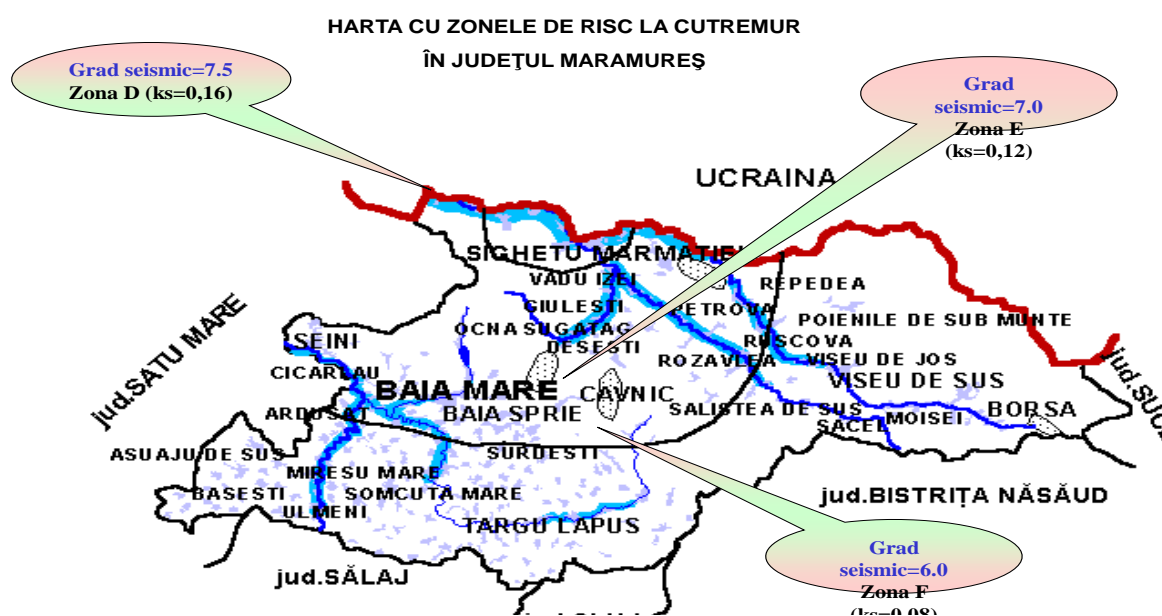 HARTA CU ZONELE DE RISC LA CUTREMUR
ÎN JUDEŢUL MARAMUREŞ
Grad seismic=7.5
Zona D (ks=0,16)
Grad
seismic=7.0
Zona E
(ks=0,12)
UCRAINA
SIGHETU MARMATIEI
VADU IZEI
REPEDEA
GIULESTI
PETROVA
POIENILE DE SUB MUNTE
OCNA SUGATAG
RUSCOVA
DESESTI
jud.SATU MARE
SEINI
ROZAVLEA
VISEU DE JOS
CICARLAU
VISEU DE SUS
BAIA MARE
CAVNIC
ARDUSAT
BAIA SPRIE
SALISTEA DE SUS
MOISEI
BORSA
SACEL
ASUAJU DE SUS
SURDESTI
MIRESU MARE
BASESTI
SOMCUTA MARE
ULMENI
TARGU LAPUS
jud.BISTRIȚA NĂSĂUD
jud.SĂLAJ
Grad
seismic=6.0
Zona F
(ks=0,08)